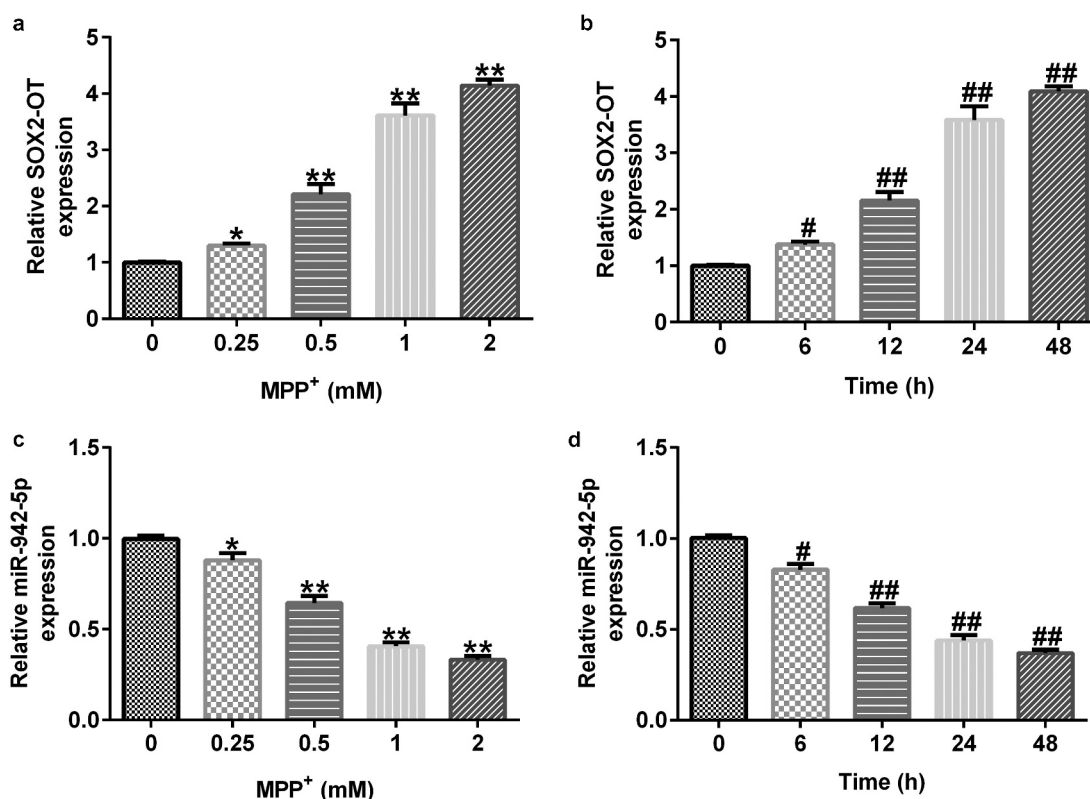 a
Relative SOX2-OT
expression
5
4
3
2
1
0
*
**
**
**
0 0.25 0.5 1 2
MPP+ (mM)
b
Relative SOX2-OT
expression
5
4
3
2
1
0
#
##
##
##
0 6 12 24 48
Time (h)
c
Relative miR-942-5p
expression
1.5
1.0
0.5
0.0
*
**
**
**
0 0.25 0.5 1 2
MPP+ (mM)
d
Relative miR-942-5p
expression
1.5
1.0
0.5
0.0
#
##
##
##
0 6 12 24 48
Time (h)